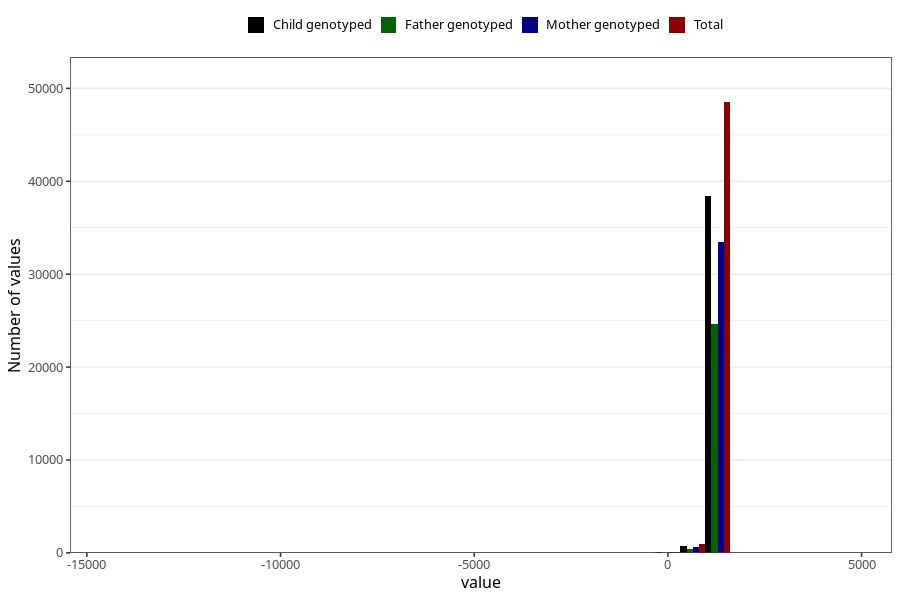 Child genotyped Father genotyped Mother genotyped Total
Number of values
50000
40000
30000
20000
10000
0
-15000 -10000 -5000 0 5000
value